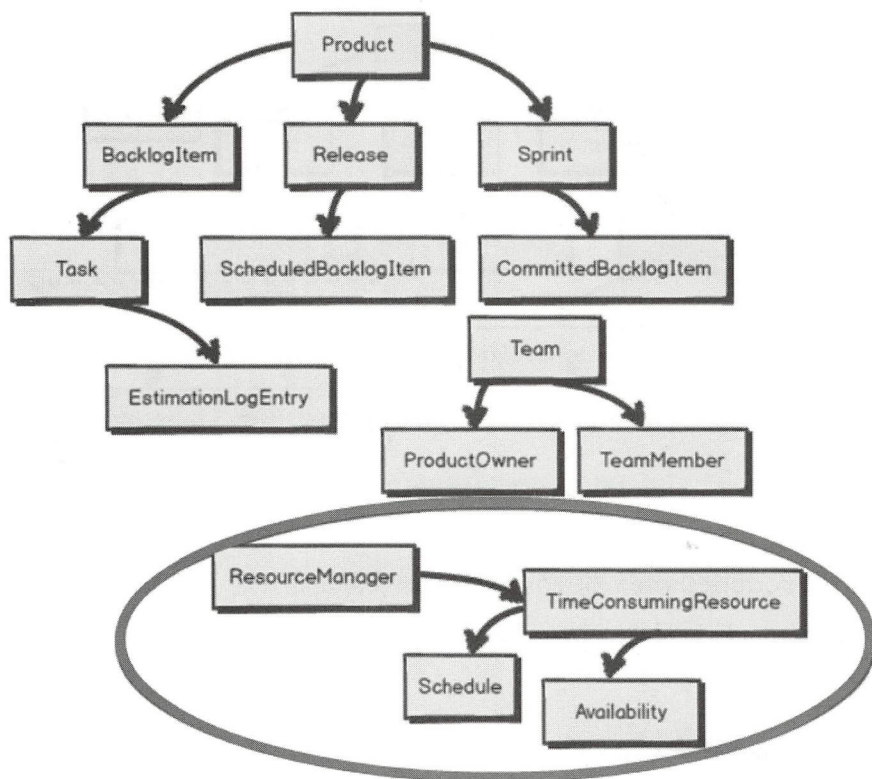 Product
BacklogItem
Release
Sprint
Task
ScheduledBacklogItem
CommittedBacklogItem
Team
EstimationLogEntry
ProductOwner
TeamMember
ResourceManager
TimeConsumingResource
Schedule
Availability